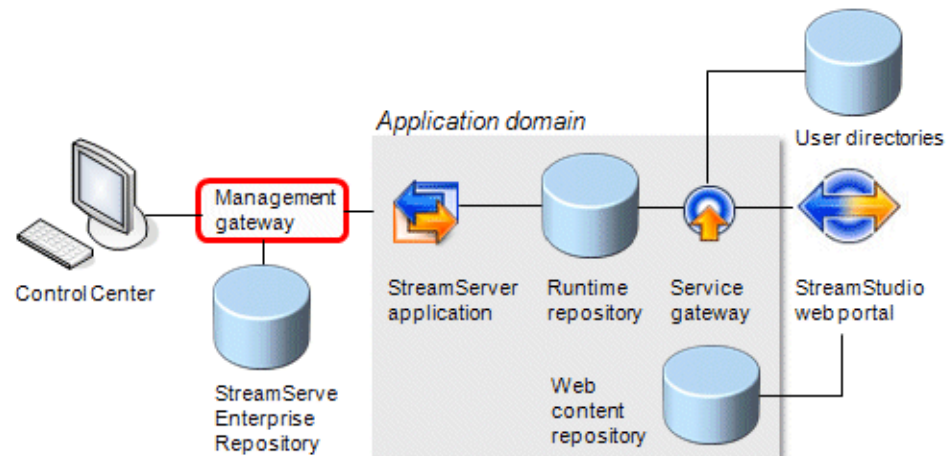 User directories
Application domain
Management
gateway
Control Center
StreamServer
application
Runtime
repository
Service
gateway
StreamStudio
web portal
StreamServe
Enterprise
Repository
Web
content
repository